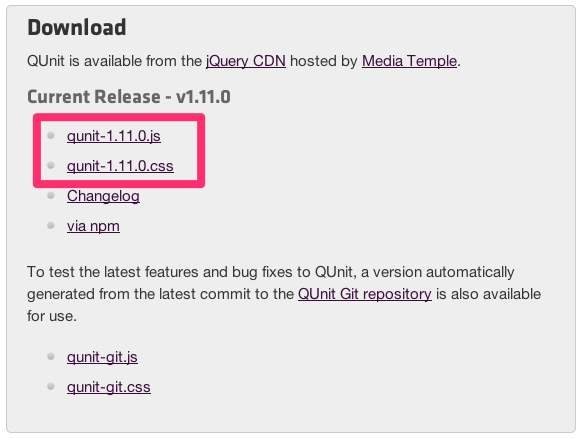 Download
QUnit is available from the jQuery CDN hosted by Media Temple.
Current Release - v1.11.0
qunit-1.11.0.js
qunit-1.11.0.css
Changelog
via npm
To test the latest features and bug fixes to QUnit, a version automatically
generated from the latest commit to the QUnit Git repository is also available
for use.
qunit-git.js
qunit-git.css